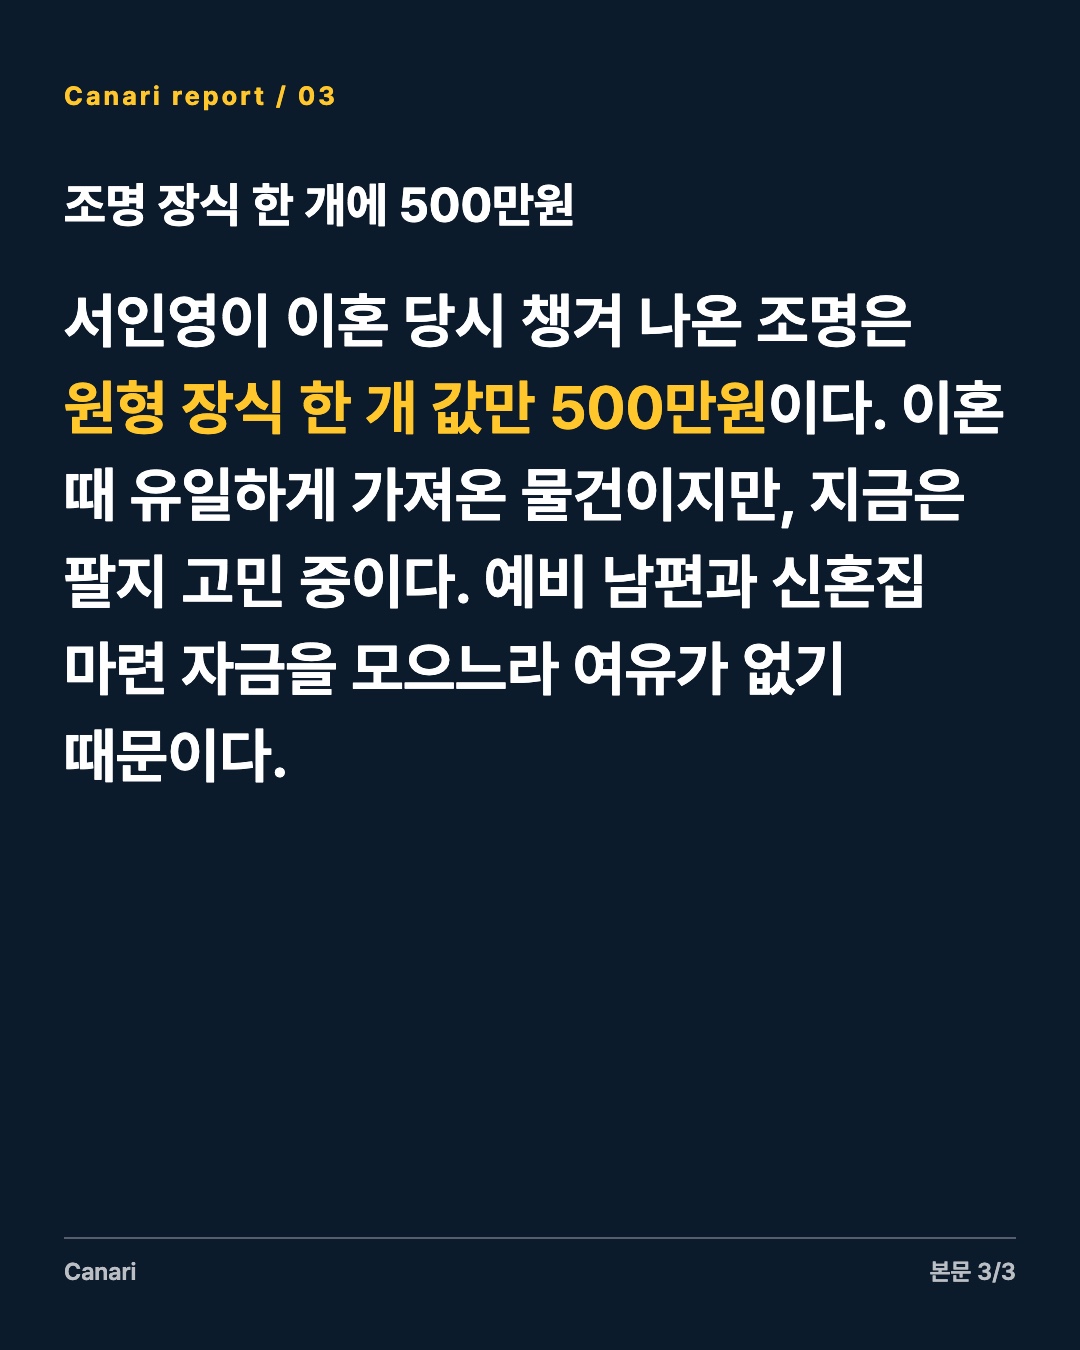 Canari report / 03
조명 장식 한 개에 500만원
서인영이 이혼 당시 챙겨 나온 조명은
원형 장식 한 개 값만 500만원이다. 이혼
때 유일하게 가져온 물건이지만, 지금은
팔지 고민 중이다. 예비 남편과 신혼집
마련 자금을 모으느라 여유가 없기
때문이다.
Canari
본문 3/3